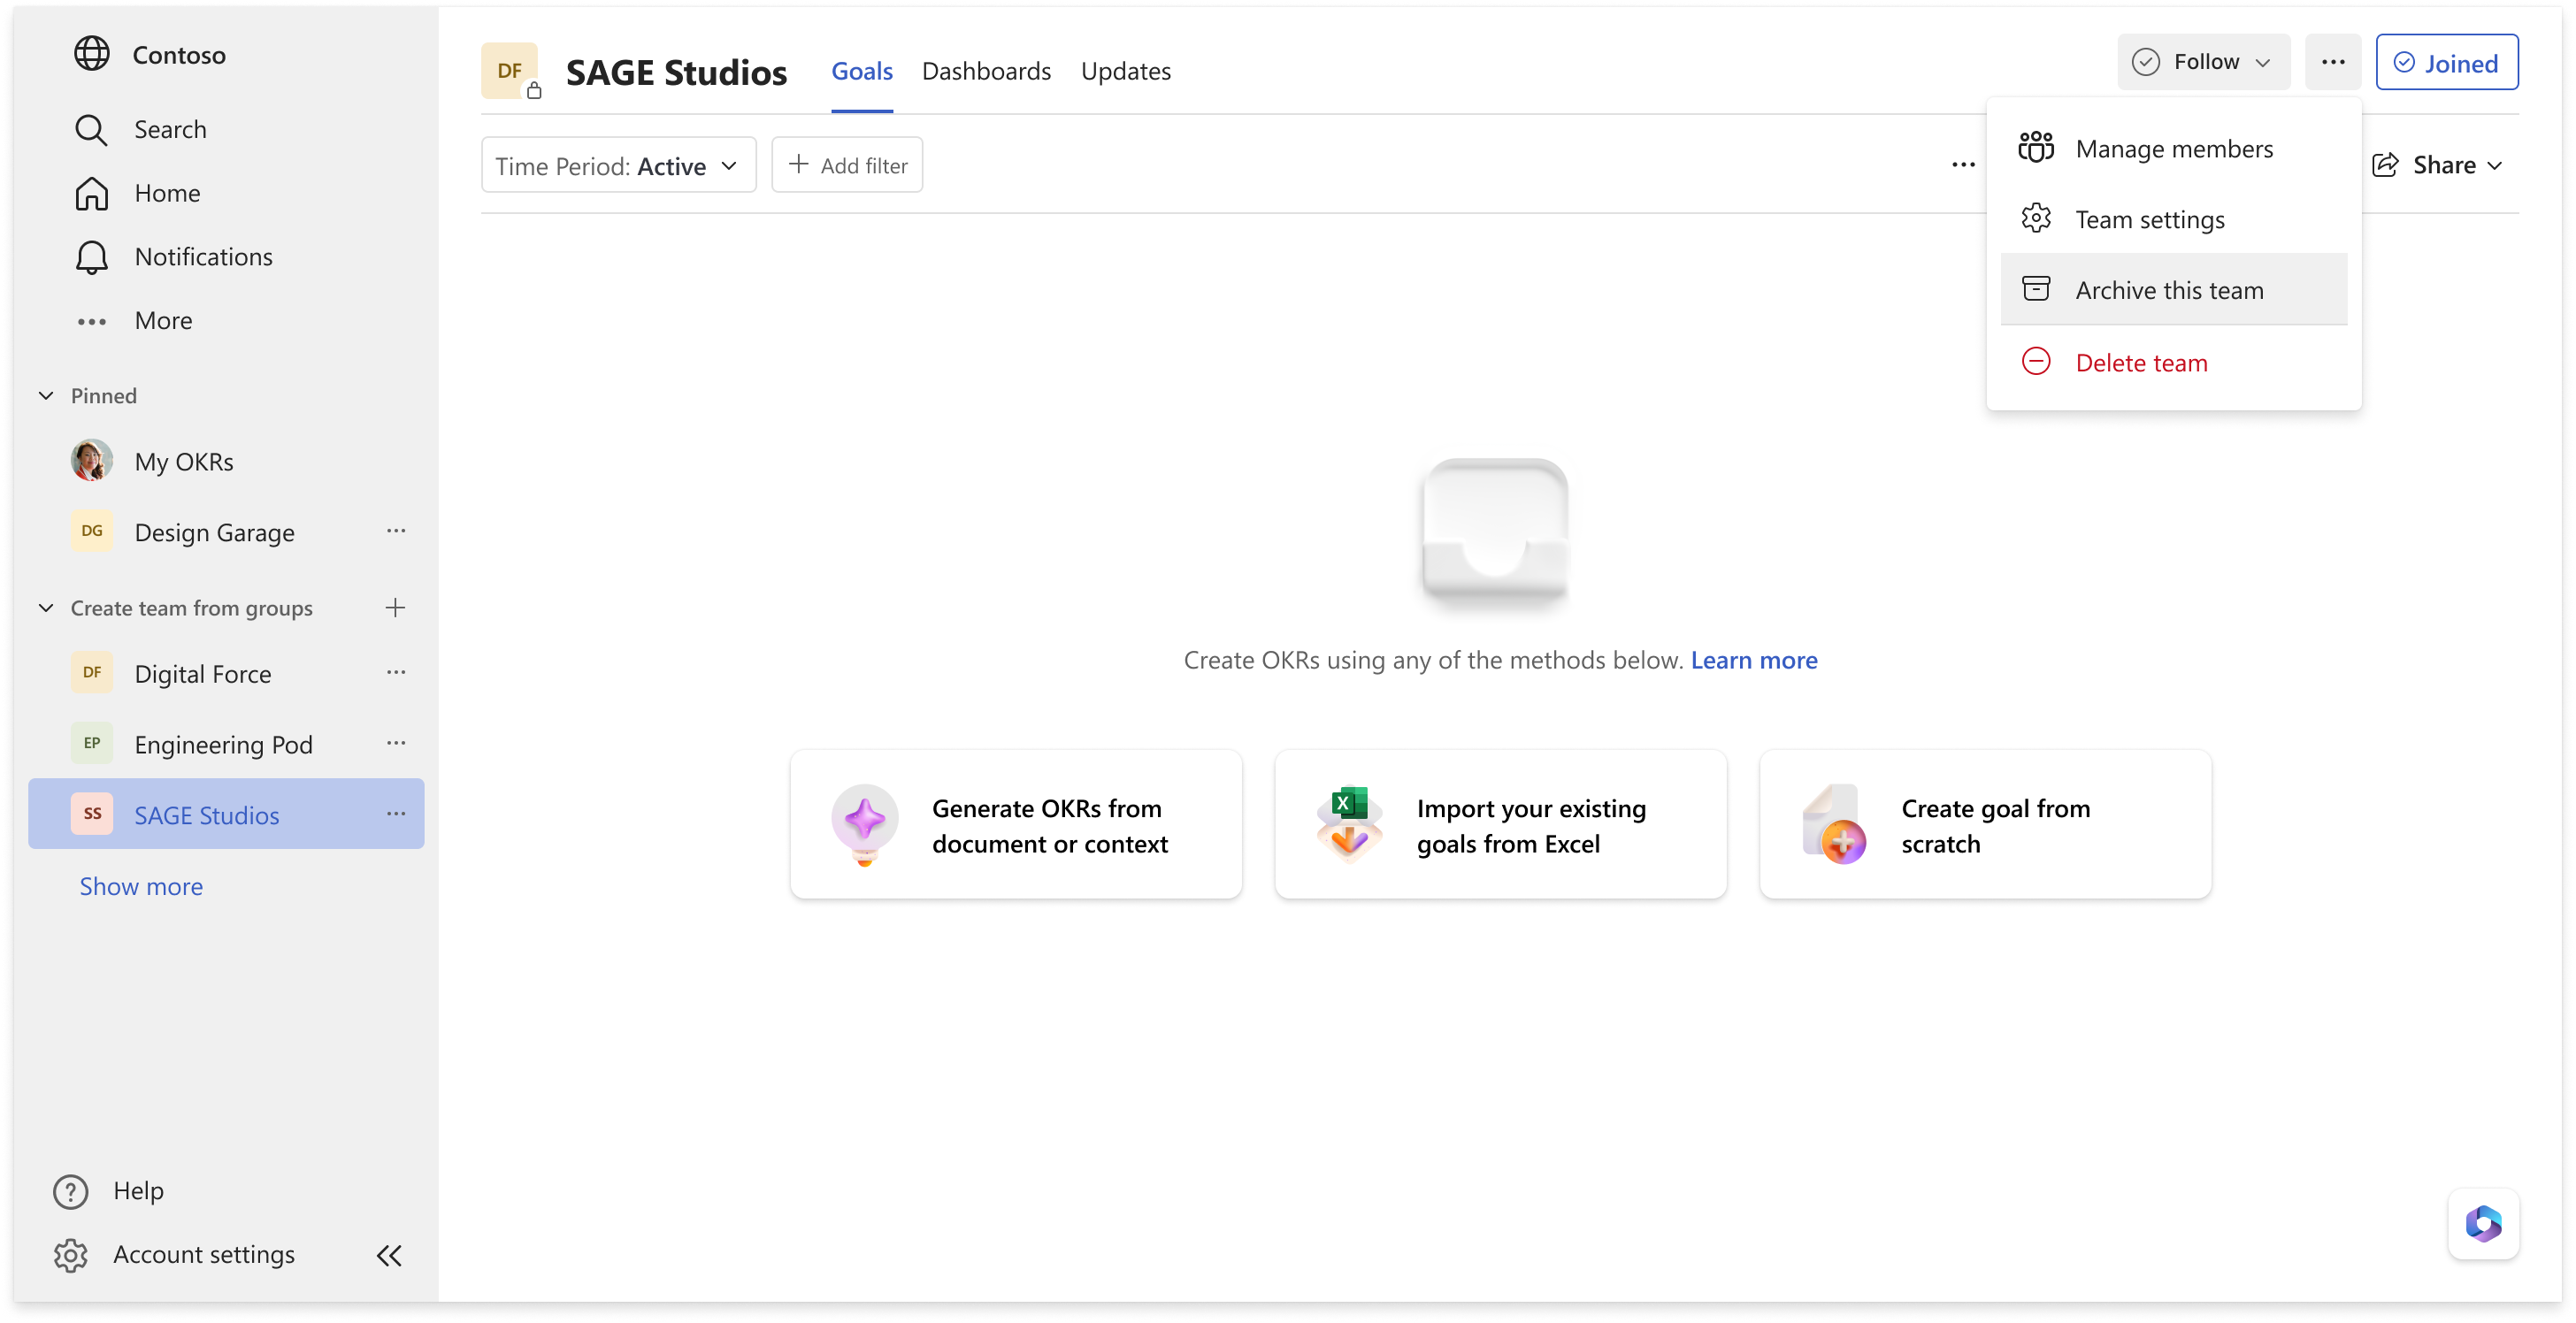 Contoso
Search
Home
Notifications
More
Pinned
My OKRs
DG Design Garage
Create team from groups
DF Digital Force
EP Engineering Pod
SS SAGE Studios
Show more
Help
Account settings
DF SAGE Studios Goals Dashboards Updates
Follow
Joined
Time Period: Active
Add filter
Share
Manage members
Team settings
Archive this team
Delete team
Create OKRs using any of the methods below. Learn more
Generate OKRs from
document or context
X
Import your existing
goals from Excel
Create goal from
scratch